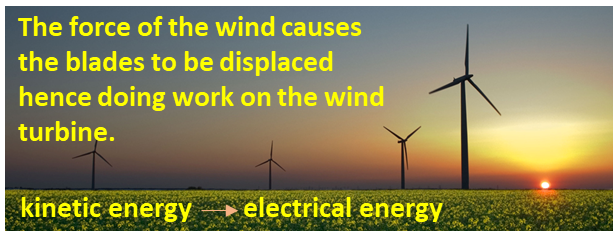 The force of the wind causes
the blades to be displaced
hence doing work on the wind
turbine.
kinetic energy → electrical energy